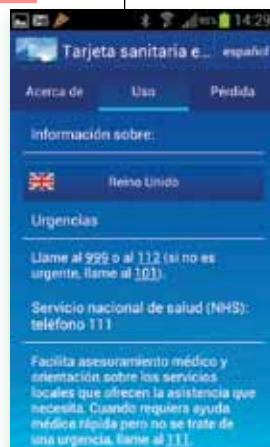 14:29
Tarjeta sanitaria e... español
Acerca de Uso Pérdida
Información sobre:
Reino Unido
Urgencias
Llame al 999 o al 112 (si no es
urgente, llame al 101).
Servicio nacional de salud (NHS):
teléfono 111
Facilita asesoramiento médico y
orientación sobre los servicios
locales que ofrecen la asistencia que
necesita. Cuando requiera ayuda
médica rápida pero no se trate de
una urgencia, llame al 111.